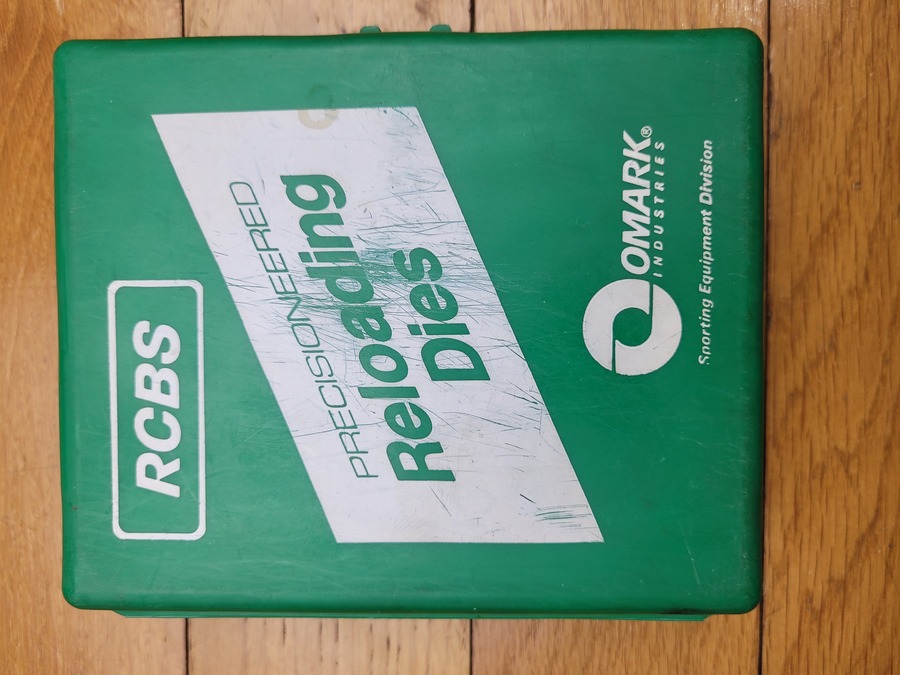 RCBS
PRECISIONEERED
Reloading
Dies
OMARK®
INDUSTRIES
Sporting Equipment Division